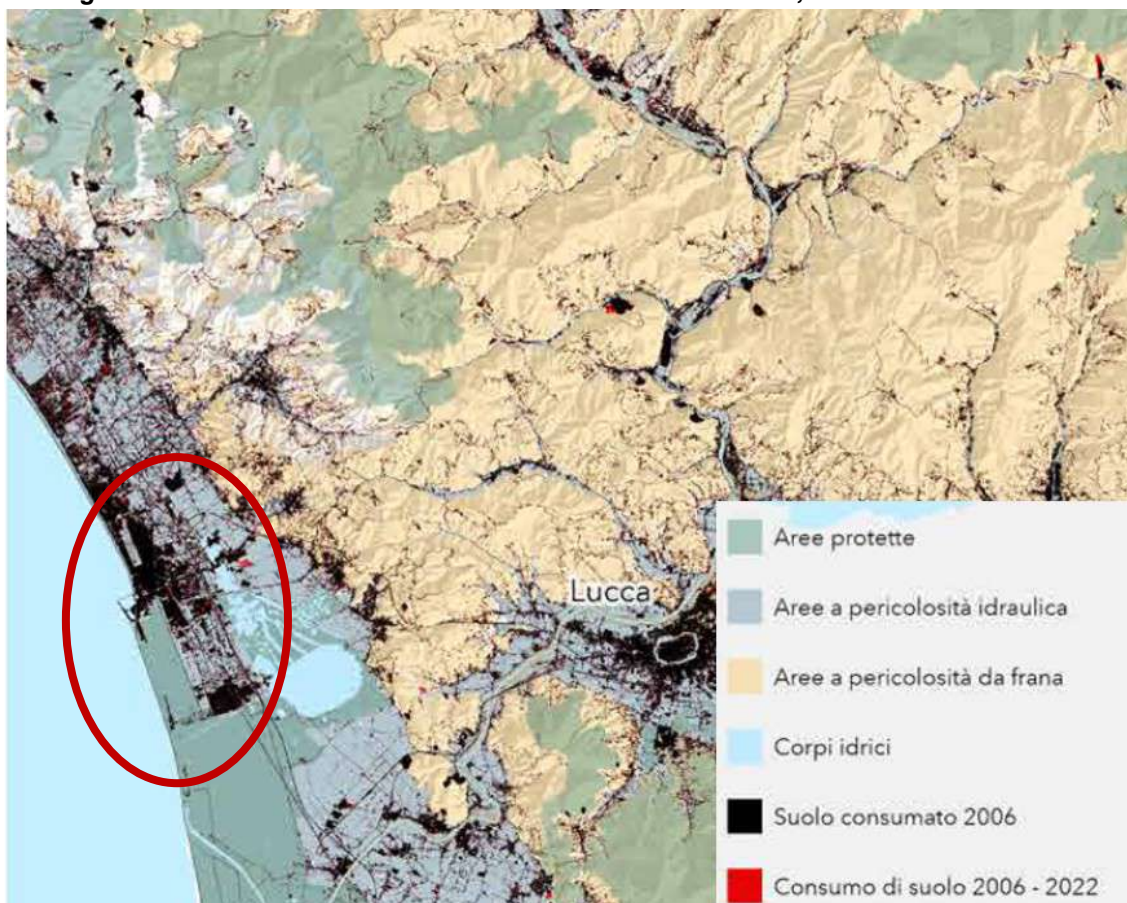 Lucca
Aree protette
Aree a pericolosità idraulica
Aree a pericolosità da frana
Corpi idrici
Suolo consumato 2006
Consumo di suolo 2006 - 2022